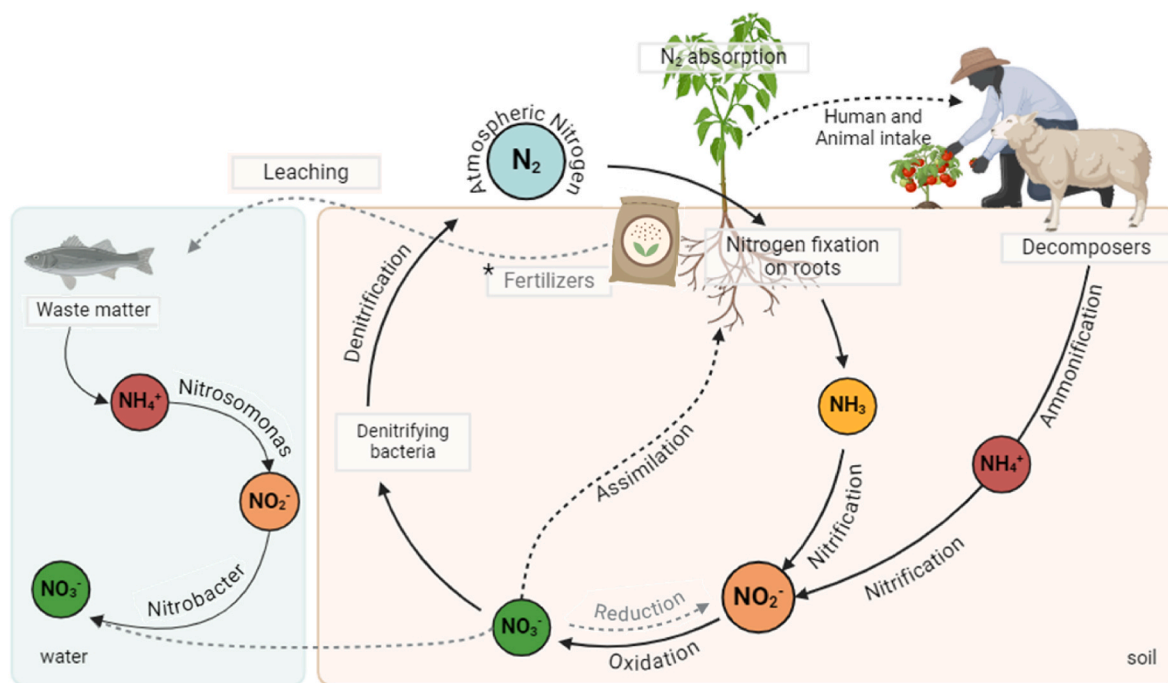 N₂ absorption
Atmospheric Nitrogen
N₂
Human and
Animal intake
Leaching
Nitrogen fixation
on roots
Decomposers
* Fertilizers
Waste matter
Denitrification
Ammonification
NH₄⁺
Nitrosomonas
NH₃
Denitrifying
bacteria
Assimilation
NH₄⁺
NO₂⁻
Nitrification
Nitrification
NO₃⁻
Nitrobacter
NO₂⁻
Reduction
NO₃⁻
Oxidation
water
soil